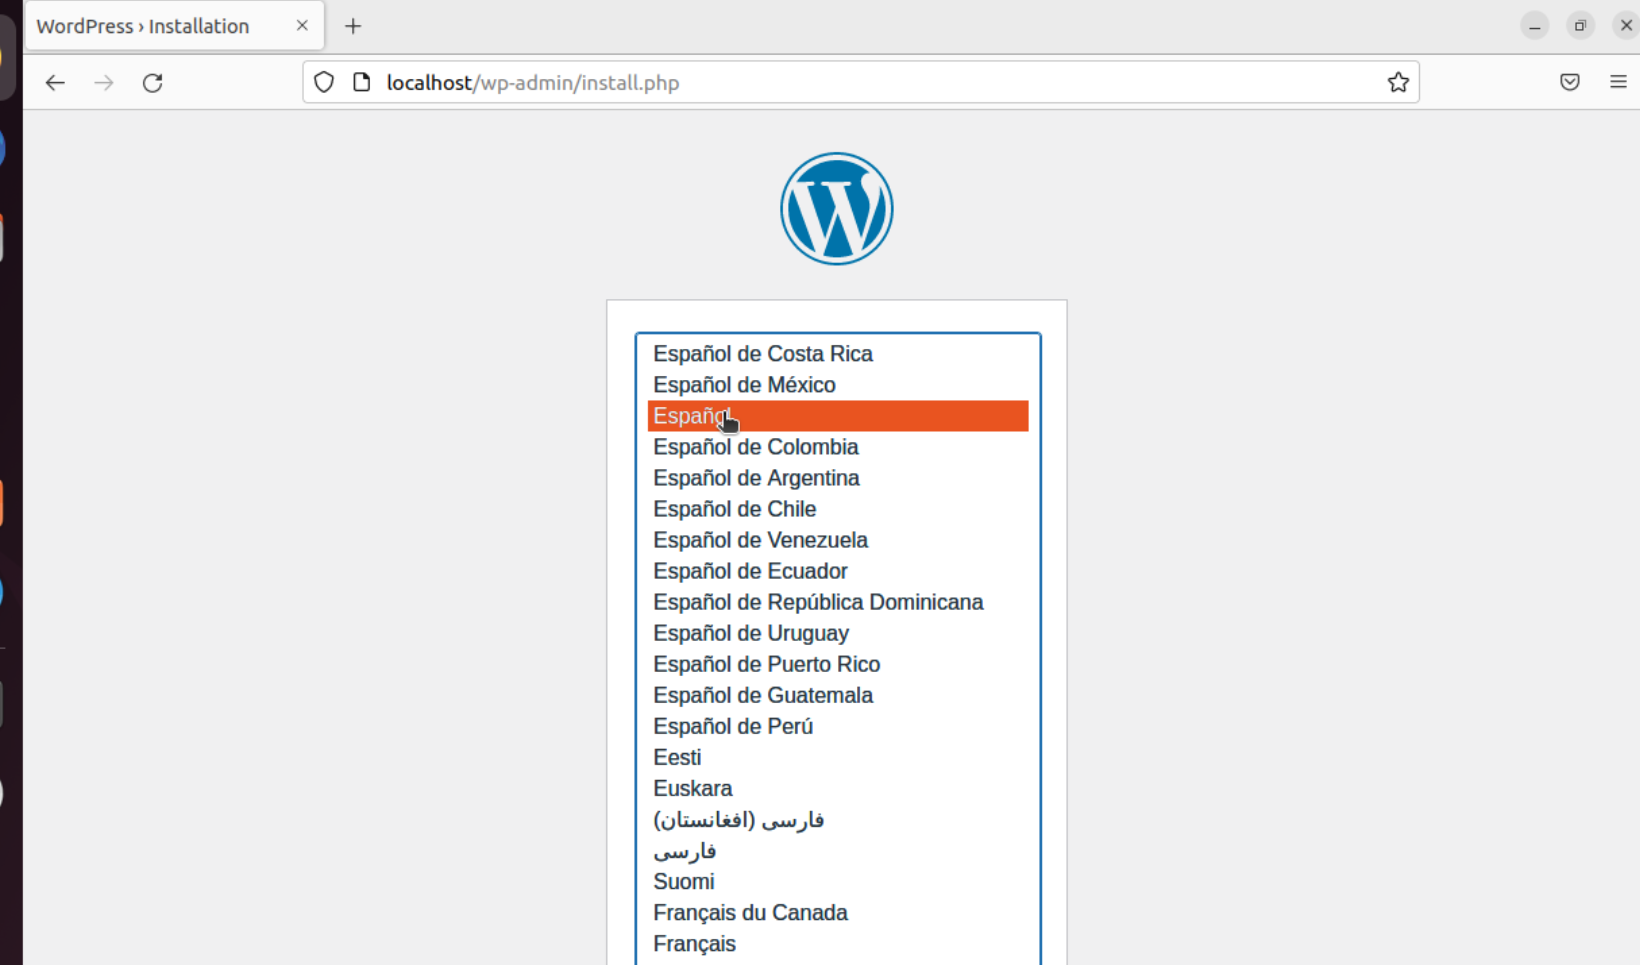 WordPress › Installation
localhost/wp-admin/install.php
Español de Costa Rica
Español de México
Español
Español de Colombia
Español de Argentina
Español de Chile
Español de Venezuela
Español de Ecuador
Español de República Dominicana
Español de Uruguay
Español de Puerto Rico
Español de Guatemala
Español de Perú
Eesti
Euskara
فارسی (افغانستان)
فارسی
Suomi
Français du Canada
Français